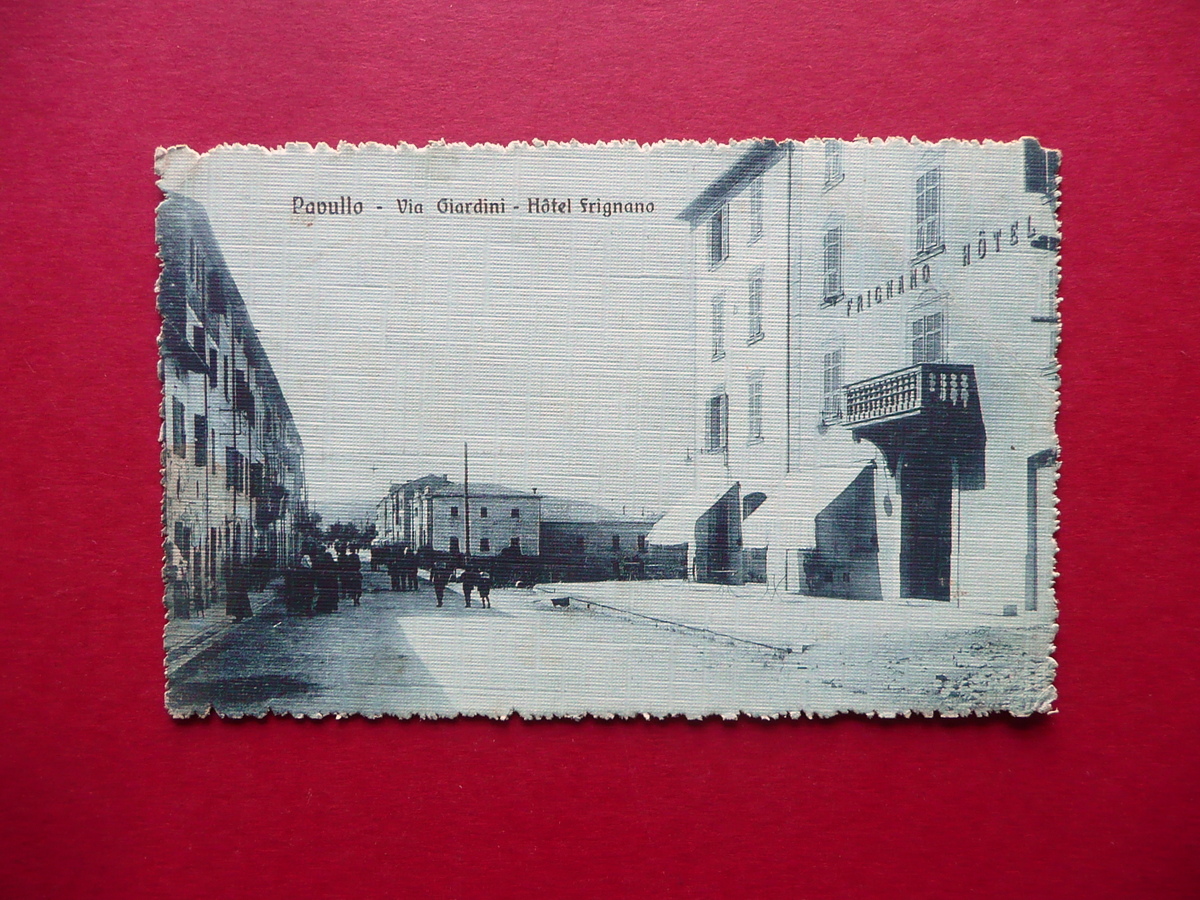 Pavullo - Via Giardini - Hôtel Frignano
FRIGNANO HÔTEL